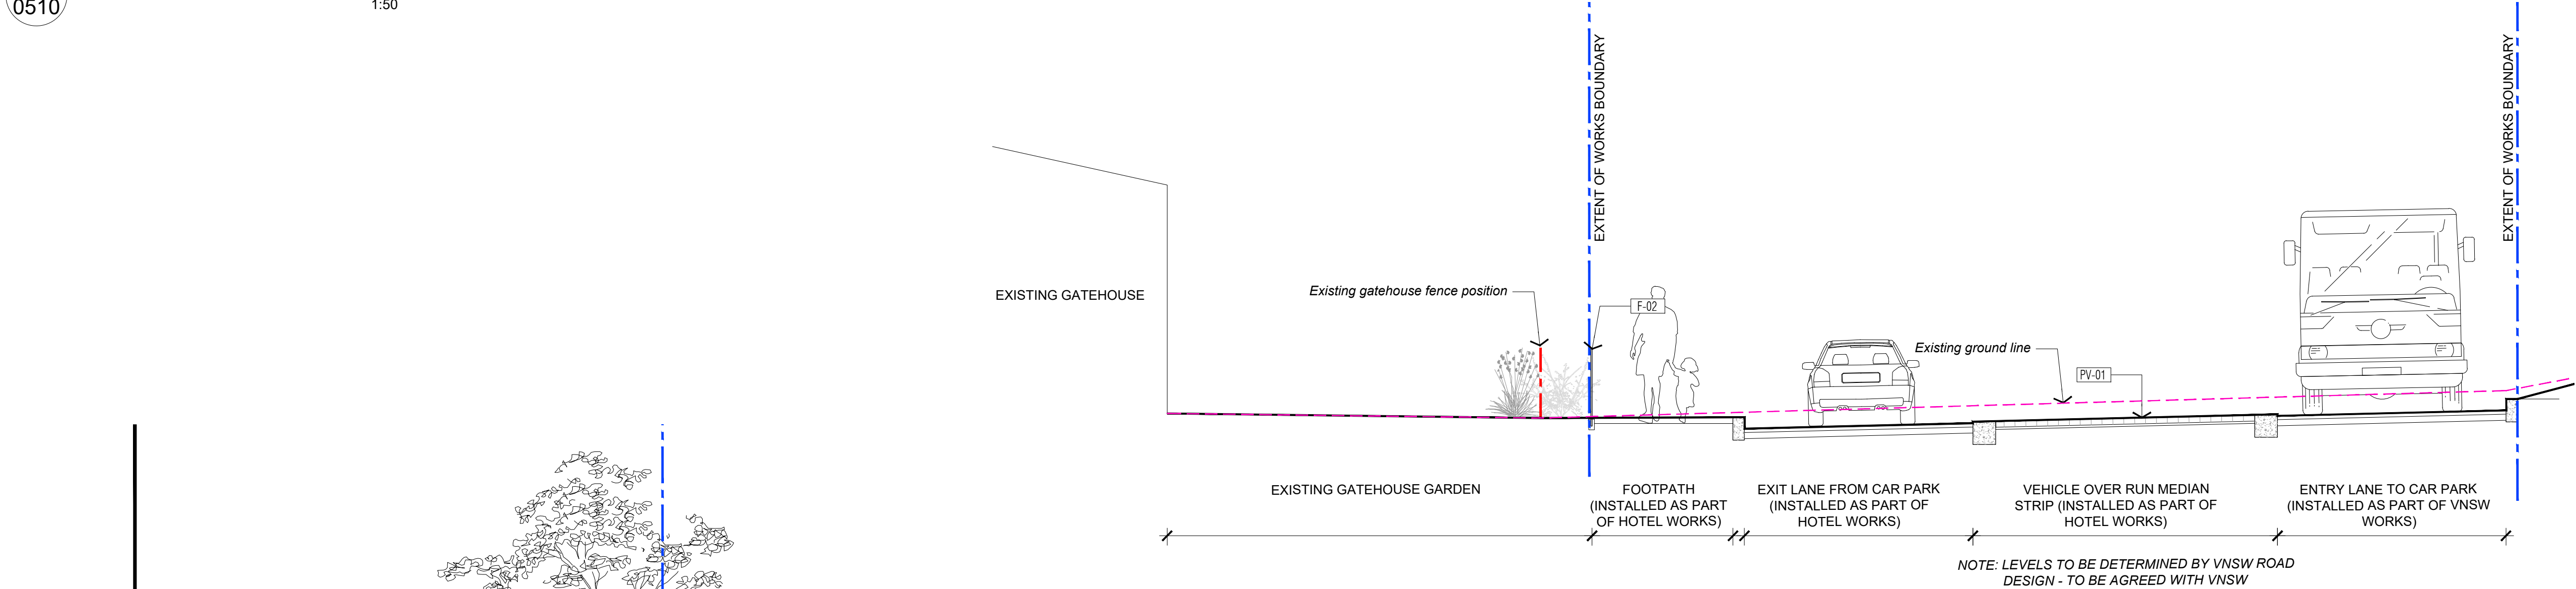 0510
1:50
EXTENT OF WORKS BOUNDARY
EXTENT OF WORKS BOUNDARY
EXISTING GATEHOUSE
Existing gatehouse fence position
F-02
Existing ground line
PV-01
EXISTING GATEHOUSE GARDEN
FOOTPATH
(INSTALLED AS PART
OF HOTEL WORKS)
EXIT LANE FROM CAR PARK
(INSTALLED AS PART OF
HOTEL WORKS)
VEHICLE OVER RUN MEDIAN
STRIP (INSTALLED AS PART OF
HOTEL WORKS)
ENTRY LANE TO CAR PARK
(INSTALLED AS PART OF VNSW
WORKS)
NOTE: LEVELS TO BE DETERMINED BY VNSW ROAD
DESIGN - TO BE AGREED WITH VNSW